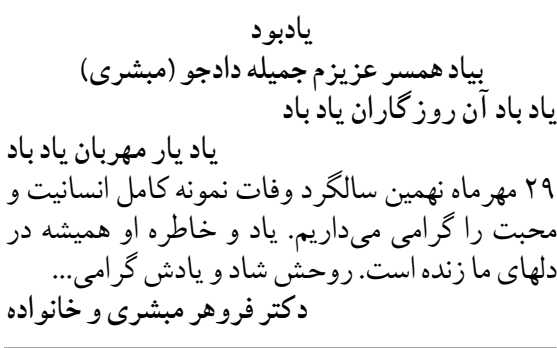 یادبود
بیاد همسر عزیزم جمیله دادجو (مبشری)
یاد باد آن روزگاران یاد باد
یاد یار مهربان یاد باد
۲۹ مهرماه نهمین سالگرد وفات نمونه کامل انسانیت و
محبت را گرامی می‌داریم. یاد و خاطره او همیشه در
دلهای ما زنده است. روحش شاد و یادش گرامی...
دکتر فروهر مبشری و خانواده